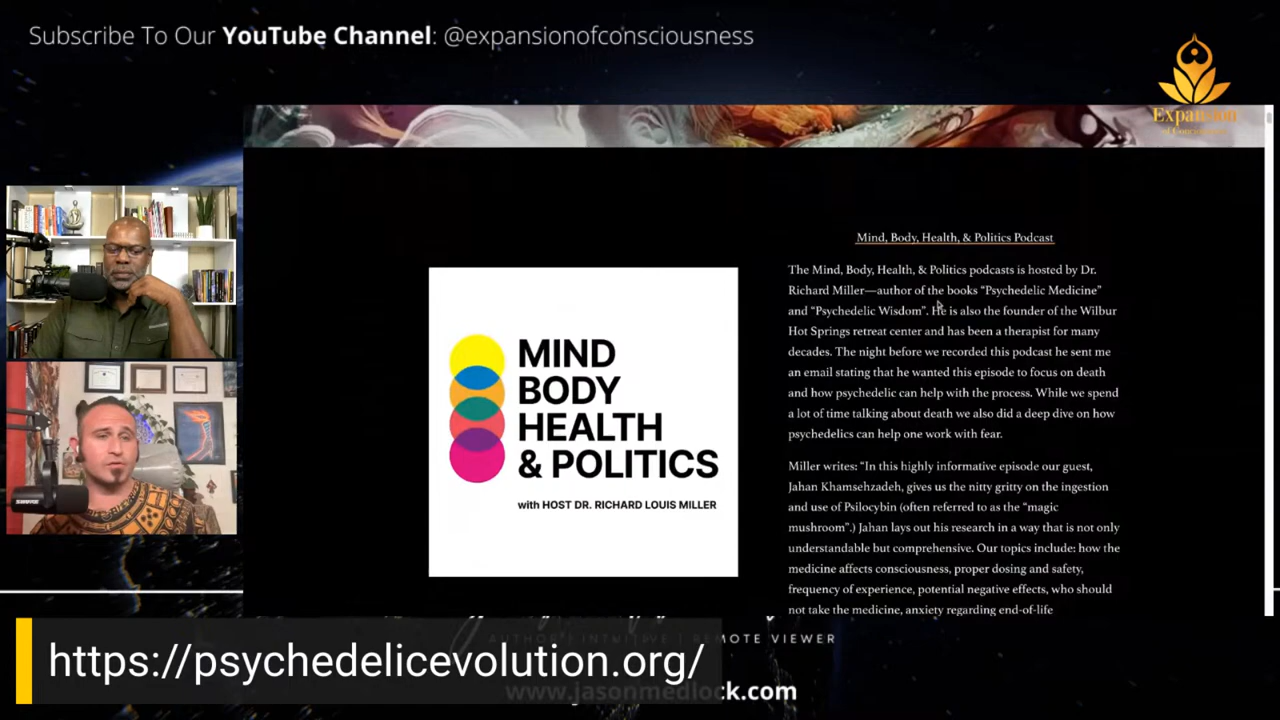 Subscribe To Our YouTube Channel: @expansionofconsciousness
Expansion
of Consciousness
Mind, Body, Health, & Politics Podcast
The Mind, Body, Health, & Politics podcasts is hosted by Dr.
Richard Miller—author of the books “Psychedelic Medicine”
and “Psychedelic Wisdom”. He is also the founder of the Wilbur
Hot Springs retreat center and has been a therapist for many
decades. The night before we recorded this podcast he sent me
an email stating that he wanted this episode to focus on death
and how psychedelic can help with the process. While we spend
a lot of time talking about death we also did a deep dive on how
psychedelics can help one work with fear.
Miller writes: “In this highly informative episode our guest,
Jahan Khamsehzadeh, gives us the nitty gritty on the ingestion
and use of Psilocybin (often referred to as the “magic
mushroom”.) Jahan lays out his research in a way that is not only
understandable but comprehensive. Our topics include: how the
medicine affects consciousness, proper dosing and safety,
frequency of experience, potential negative effects, who should
not take the medicine, anxiety regarding end-of-life
MIND
BODY
HEALTH
& POLITICS
with HOST DR. RICHARD LOUIS MILLER
AUTHOR | INTUITIVE | REMOTE VIEWER
https://psychedelicevolution.org/
www.jasonmedlock.com